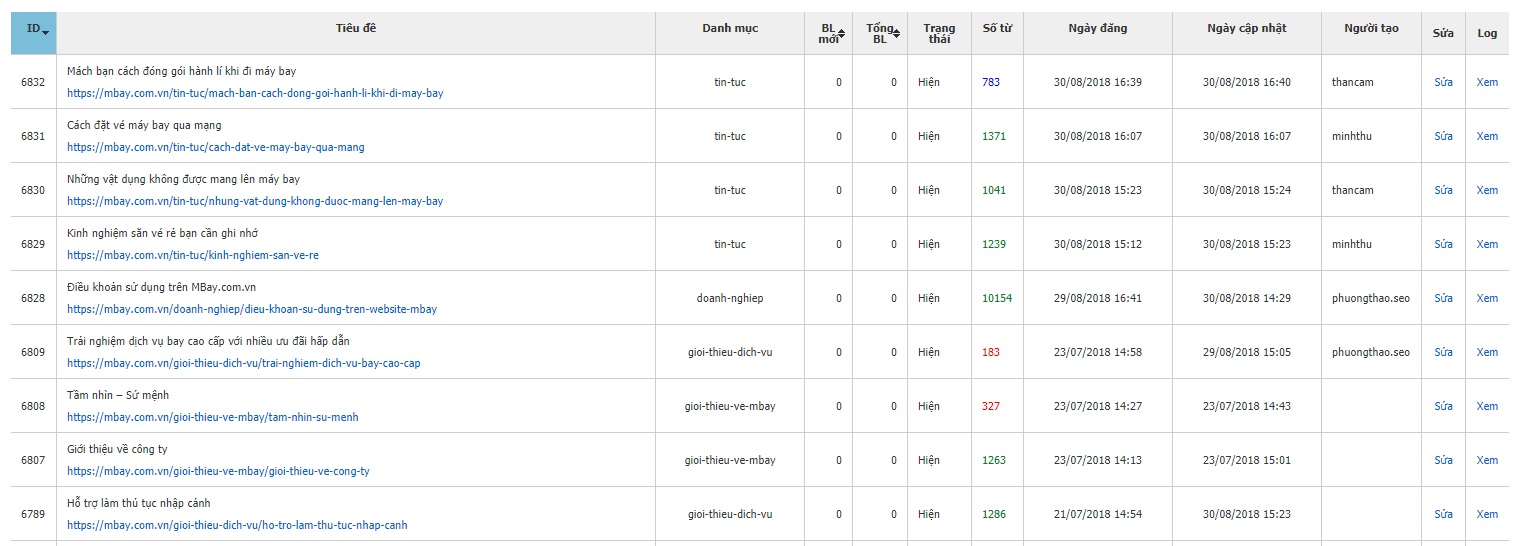 ID Tiêu đề Danh mục BL mới Tổng BL Trạng thái Số từ Ngày đăng Ngày cập nhật Người tạo Sửa Log
6832 Mách bạn cách đóng gói hành lí khi đi máy bay tin-tuc 0 0 Hiện 783 30/08/2018 16:39 30/08/2018 16:40 thancam Sửa Xem
https://mbay.com.vn/tin-tuc/mach-ban-cach-dong-goi-hanh-li-khi-di-may-bay
6831 Cách đặt vé máy bay qua mạng tin-tuc 0 0 Hiện 1371 30/08/2018 16:07 30/08/2018 16:07 minhthu Sửa Xem
https://mbay.com.vn/tin-tuc/cach-dat-ve-may-bay-qua-mang
6830 Những vật dụng không được mang lên máy bay tin-tuc 0 0 Hiện 1041 30/08/2018 15:23 30/08/2018 15:24 thancam Sửa Xem
https://mbay.com.vn/tin-tuc/nhung-vat-dung-khong-duoc-mang-len-may-bay
6829 Kinh nghiệm săn vé rẻ bạn cần ghi nhớ tin-tuc 0 0 Hiện 1239 30/08/2018 15:12 30/08/2018 15:23 minhthu Sửa Xem
https://mbay.com.vn/tin-tuc/kinh-nghiem-san-ve-re
6828 Điều khoản sử dụng trên MBay.com.vn doanh-nghiep 0 0 Hiện 10154 29/08/2018 16:41 30/08/2018 14:29 phuongthao.seo Sửa Xem
https://mbay.com.vn/doanh-nghiep/dieu-khoan-su-dung-tren-website-mbay
6809 Trải nghiệm dịch vụ bay cao cấp với nhiều ưu đãi hấp dẫn gioi-thieu-dich-vu 0 0 Hiện 183 23/07/2018 14:58 29/08/2018 15:05 phuongthao.seo Sửa Xem
https://mbay.com.vn/gioi-thieu-dich-vu/trai-nghiem-dich-vu-bay-cao-cap
6808 Tầm nhìn – Sứ mệnh gioi-thieu-ve-mbay 0 0 Hiện 327 23/07/2018 14:27 23/07/2018 14:43 Sửa Xem
https://mbay.com.vn/gioi-thieu-ve-mbay/tam-nhin-su-menh
6807 Giới thiệu về công ty gioi-thieu-ve-mbay 0 0 Hiện 1263 23/07/2018 14:13 23/07/2018 15:01 Sửa Xem
https://mbay.com.vn/gioi-thieu-ve-mbay/gioi-thieu-ve-cong-ty
6789 Hỗ trợ làm thủ tục nhập cảnh gioi-thieu-dich-vu 0 0 Hiện 1286 21/07/2018 14:54 30/08/2018 15:23 Sửa Xem
https://mbay.com.vn/gioi-thieu-dich-vu/ho-tro-lam-thu-tuc-nhap-canh